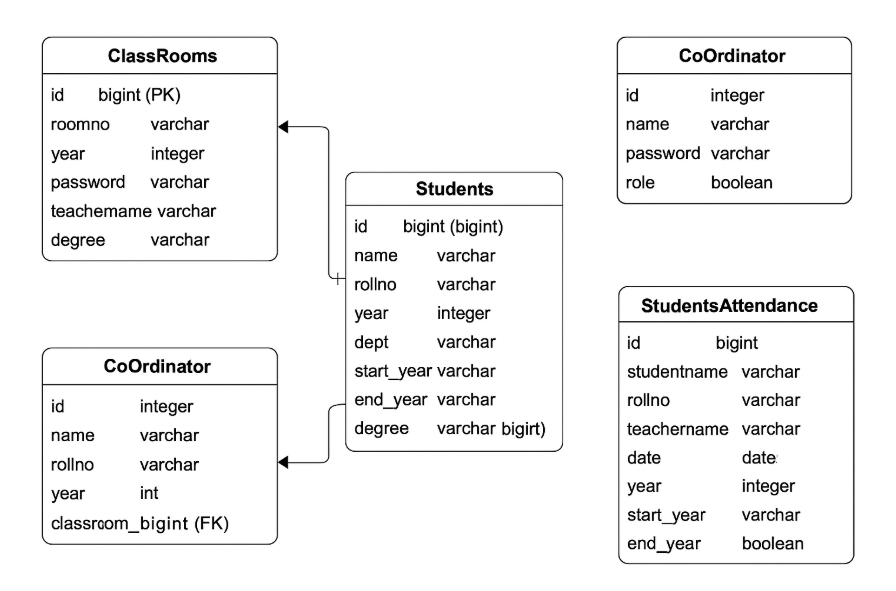 ClassRooms
id bigint (PK)
roomno varchar
year integer
password varchar
teachemame varchar
degree varchar
CoOrdinator
id integer
name varchar
password varchar
role boolean
Students
id bigint (bigint)
name varchar
rollno varchar
year integer
dept varchar
start_year varchar
end_year varchar
degree varchar bigirt)
CoOrdinator
id integer
name varchar
rollno varchar
year int
classroom_bigint (FK)
StudentsAttendance
id bigint
studentname varchar
rollno varchar
teachername varchar
date date
year integer
start_year varchar
end_year boolean